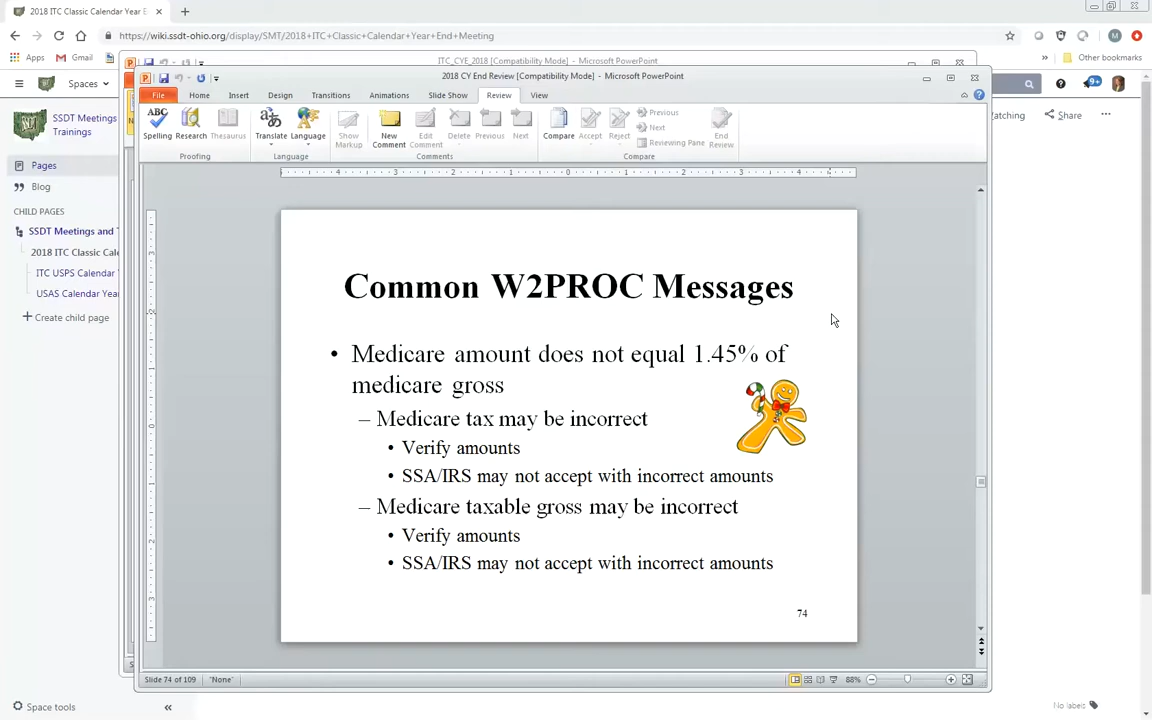 2018 ITC Classic Calendar Year E
https://wiki.ssdt-ohio.org/display/SMT/2018+ITC+Classic+Calendar+Year+End+Meeting
M
Apps
Gmail
Other bookmarks
ITC_CYE_2018 [Compatibility Mode] - Microsoft PowerPoint
2018 CY End Review [Compatibility Mode] - Microsoft PowerPoint
Spaces
9+
File
Home
Insert
Design
Transitions
Animations
Slide Show
Review
View
SSDT Meetings
Trainings
atching
Share
Spelling
Research
Thesaurus
Translate
Language
Show
Markup
New
Comment
Edit
Comment
Delete
Previous
Next
Compare
Accept
Reject
Previous
Next
Reviewing Pane
End
Review
Proofing
Language
Comments
Compare
Pages
Blog
CHILD PAGES
SSDT Meetings and T
2018 ITC Classic Cale
ITC USPS Calendar
USAS Calendar Year
Create child page
Common W2PROC Messages
• Medicare amount does not equal 1.45% of
medicare gross
– Medicare tax may be incorrect
• Verify amounts
• SSA/IRS may not accept with incorrect amounts
– Medicare taxable gross may be incorrect
• Verify amounts
• SSA/IRS may not accept with incorrect amounts
74
Slide 74 of 109
"None"
88%
Space tools
No labels